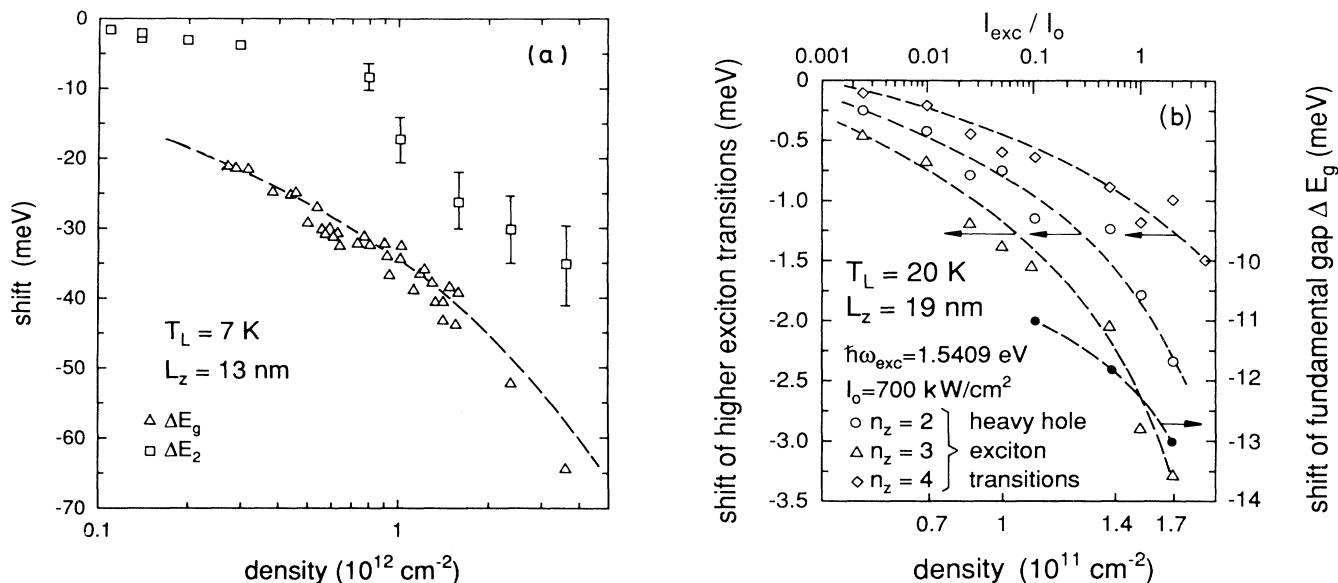 (a)
0
-10
-20
-30
-40
-50
-60
-70
shift (meV)
T_L = 7 K
L_z = 13 nm
△ ΔE_g
□ ΔE_2
0.1
1
density (10^12 cm^-2)
I_exc / I_o
0.001
0.01
0.1
1
(b)
0
-0.5
-1.0
-1.5
-2.0
-2.5
-3.0
-3.5
shift of higher exciton transitions (meV)
T_L = 20 K
L_z = 19 nm
ħω_exc=1.5409 eV
I_o=700 kW/cm^2
○ n_z = 2 heavy hole
△ n_z = 3 exciton
◇ n_z = 4 transitions
-10
-11
-12
-13
-14
shift of fundamental gap Δ E_g (meV)
0.7
1
1.4
1.7
density (10^11 cm^-2)